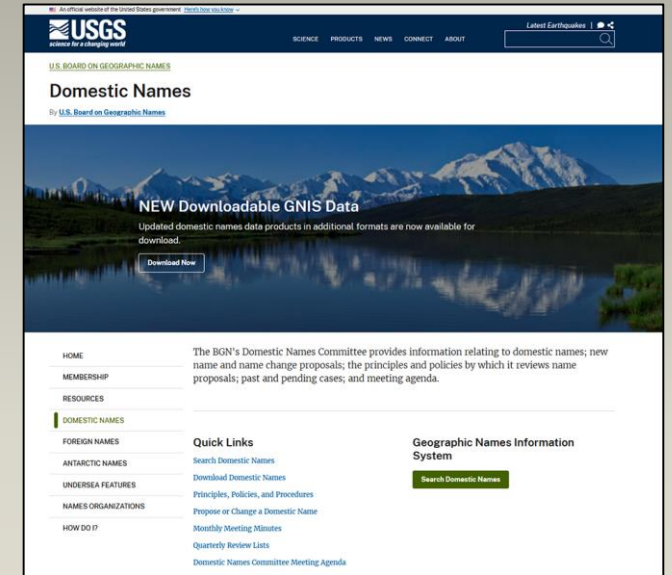 An official website of the United States government Here's how you know
USGS
science for a changing world
Latest Earthquakes |
SCIENCE PRODUCTS NEWS CONNECT ABOUT
U.S. BOARD ON GEOGRAPHIC NAMES
Domestic Names
By U.S. Board on Geographic Names
NEW Downloadable GNIS Data
Updated domestic names data products in additional formats are now available for
download.
Download Now
HOME
MEMBERSHIP
RESOURCES
DOMESTIC NAMES
FOREIGN NAMES
ANTARCTIC NAMES
UNDERSEA FEATURES
NAMES ORGANIZATIONS
HOW DO I?
The BGN's Domestic Names Committee provides information relating to domestic names; new
name and name change proposals; the principles and policies by which it reviews name
proposals; past and pending cases; and meeting agenda.
Quick Links
Search Domestic Names
Download Domestic Names
Principles, Policies, and Procedures
Propose or Change a Domestic Name
Monthly Meeting Minutes
Quarterly Review Lists
Domestic Names Committee Meeting Agenda
Geographic Names Information
System
Search Domestic Names